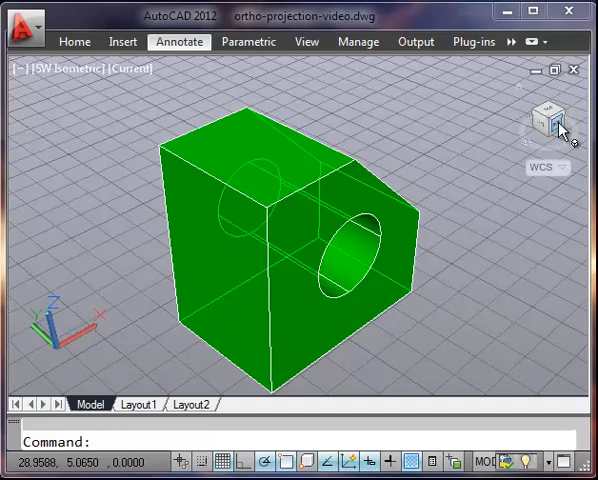 AutoCAD 2012 ortho-projection-video.dwg
Home Insert Annotate Parametric View Manage Output Plug-ins
[−] [SW Isometric] [Current]
WCS
Z
Y X
Model Layout1 Layout2
Command:
28.9588, 5.0650, 0.0000 MOD